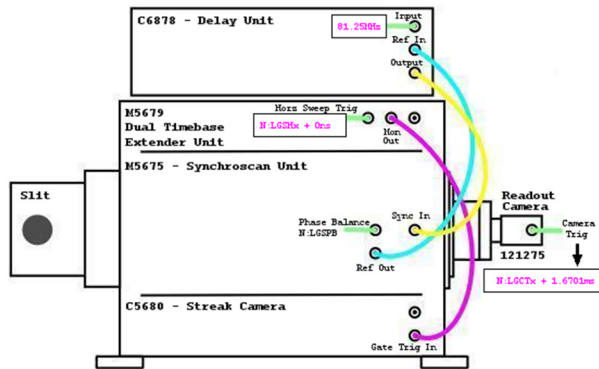 C6878 - Delay Unit
Input
81.25MHz
Ref In
Output
M5679
Dual Timebase
Extender Unit
Horz Sweep Trig
N:LGSHx + 0ns
Mon
Out
M5675 - Synchroscan Unit
Slit
Phase Balance
N:LGSPB
Sync In
Ref Out
Readout
Camera
Camera
Trig
121275
N:LGCTx + 1.6701ms
C5680 - Streak Camera
Gate Trig In